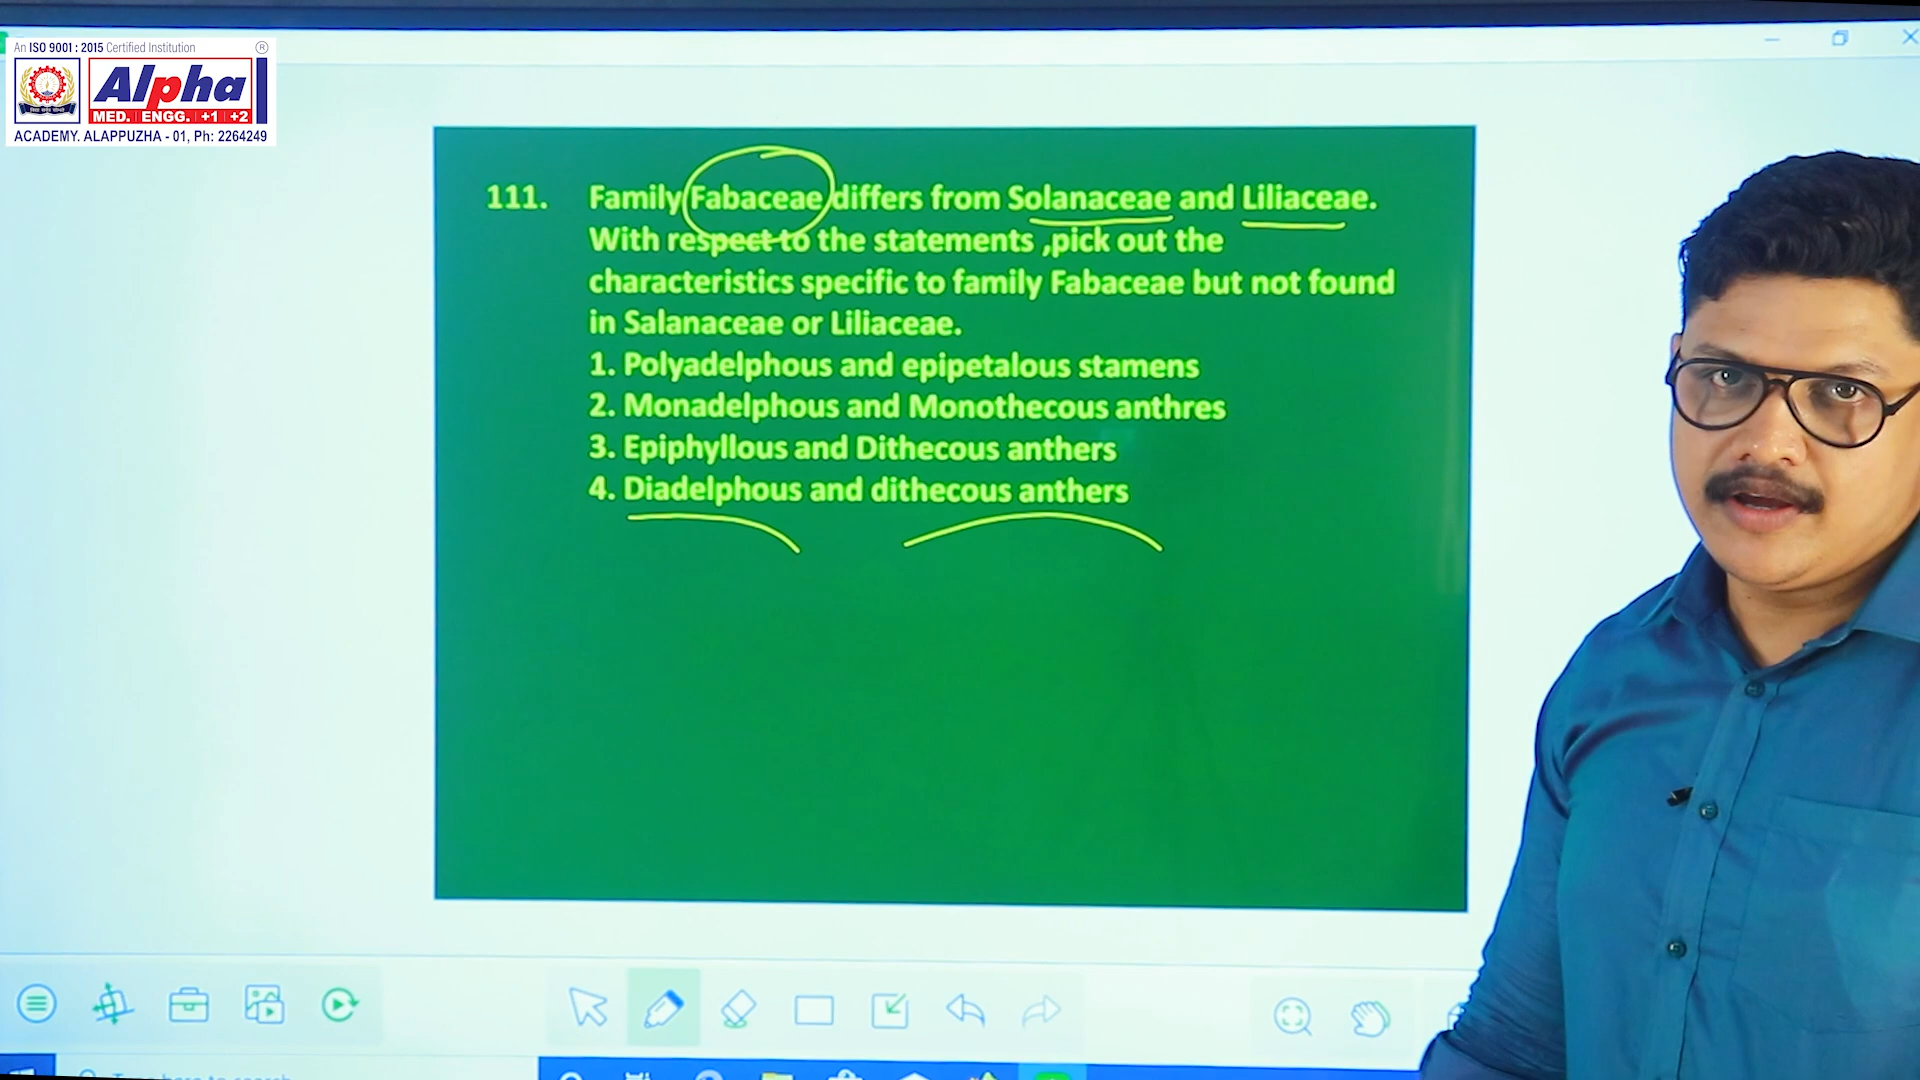 An ISO 9001 : 2015 Certified Institution ®
Alpha
MED. ENGG. +1 +2
ACADEMY. ALAPPUZHA - 01, Ph: 2264249
111. Family Fabaceae differs from Solanaceae and Liliaceae.
With respect to the statements ,pick out the
characteristics specific to family Fabaceae but not found
in Salanaceae or Liliaceae.
1. Polyadelphous and epipetalous stamens
2. Monadelphous and Monothecous anthres
3. Epiphyllous and Dithecous anthers
4. Diadelphous and dithecous anthers